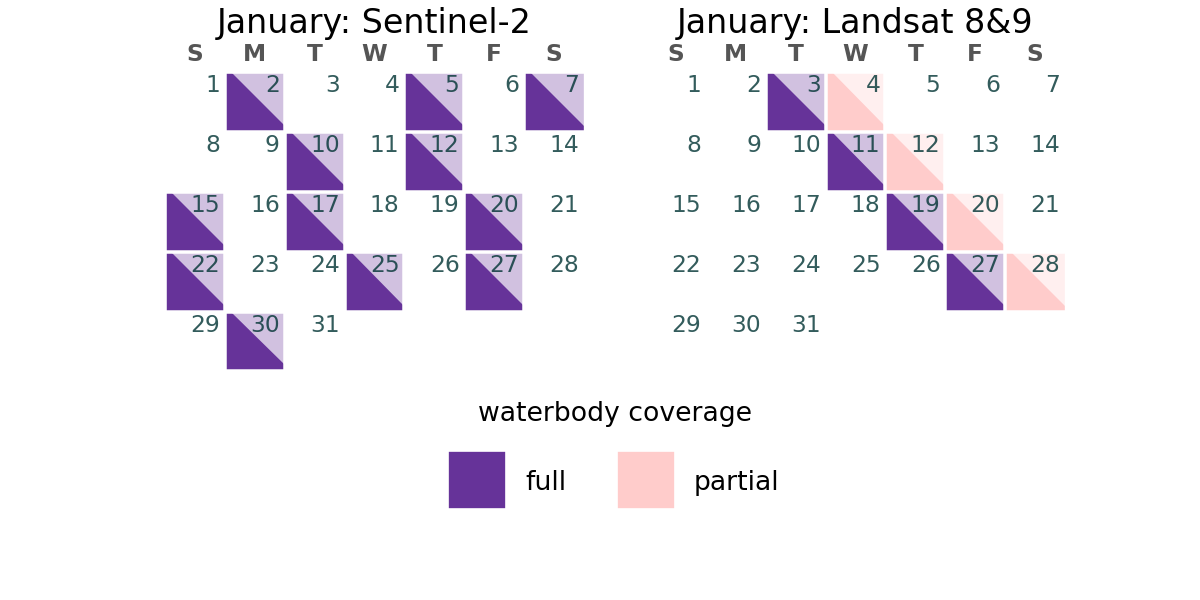 January: Sentinel-2
S M T W T F S
1 2 3 4 5 6 7
8 9 10 11 12 13 14
15 16 17 18 19 20 21
22 23 24 25 26 27 28
29 30 31
January: Landsat 8&9
S M T W T F S
1 2 3 4 5 6 7
8 9 10 11 12 13 14
15 16 17 18 19 20 21
22 23 24 25 26 27 28
29 30 31
waterbody coverage
full partial